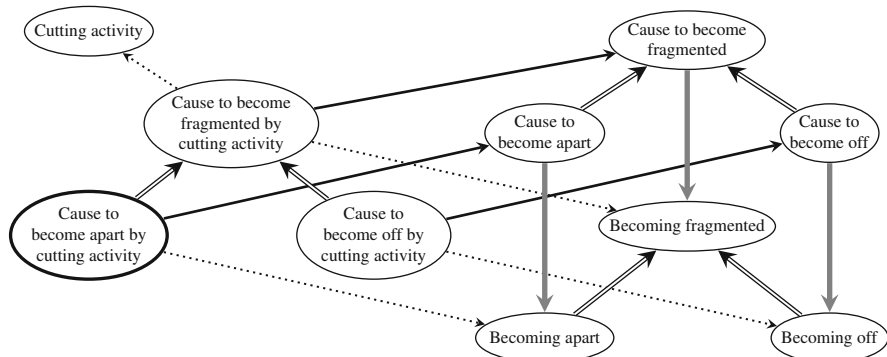 Cutting activity
Cause to become
fragmented
Cause to become
fragmented by
cutting activity
Cause to
become apart
Cause to
become off
Cause to
become apart by
cutting activity
Cause to
become off by
cutting activity
Becoming fragmented
Becoming apart
Becoming off